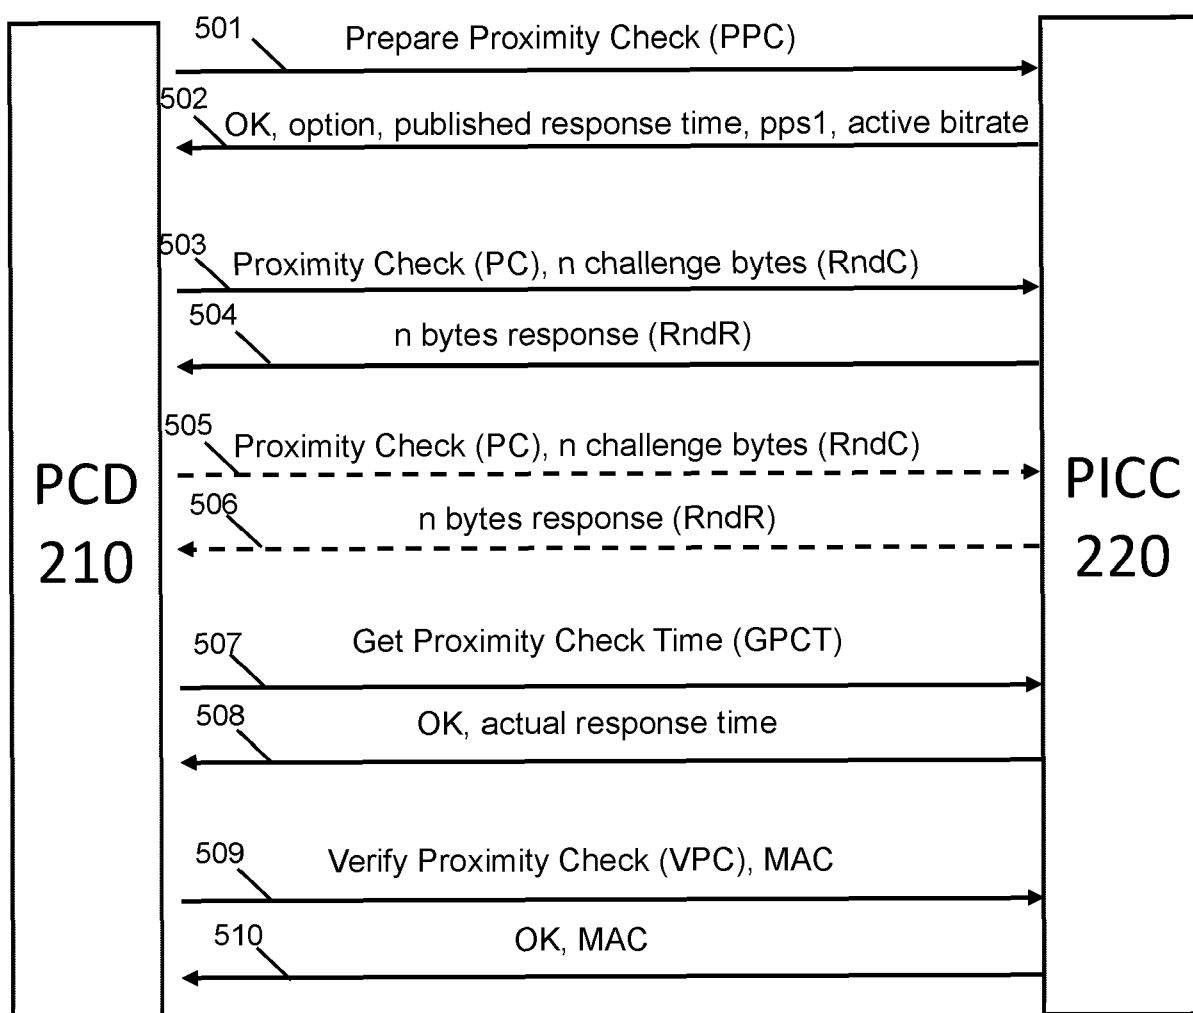 501
Prepare Proximity Check (PPC)
502
OK, option, published response time, pps1, active bitrate
503
Proximity Check (PC), n challenge bytes (RndC)
504
n bytes response (RndR)
505
Proximity Check (PC), n challenge bytes (RndC)
506
n bytes response (RndR)
PCD
210
PICC
220
507
Get Proximity Check Time (GPCT)
508
OK, actual response time
509
Verify Proximity Check (VPC), MAC
510
OK, MAC